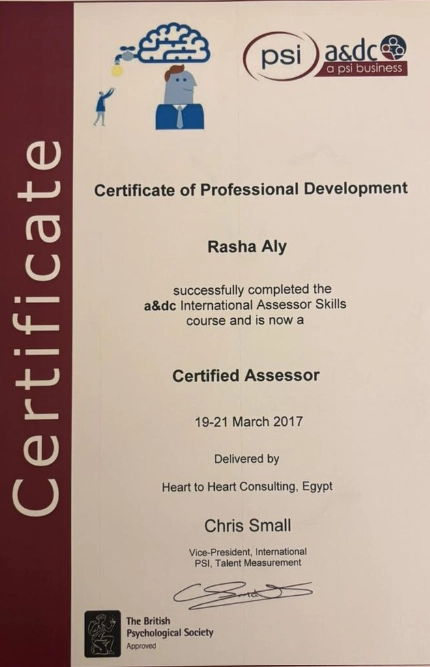 Certificate
psi a&dc
a psi business
Certificate of Professional Development
Rasha Aly
successfully completed the
a&dc International Assessor Skills
course and is now a
Certified Assessor
19-21 March 2017
Delivered by
Heart to Heart Consulting, Egypt
Chris Small
Vice-President, International
PSI, Talent Measurement
The British
Psychological Society
Approved